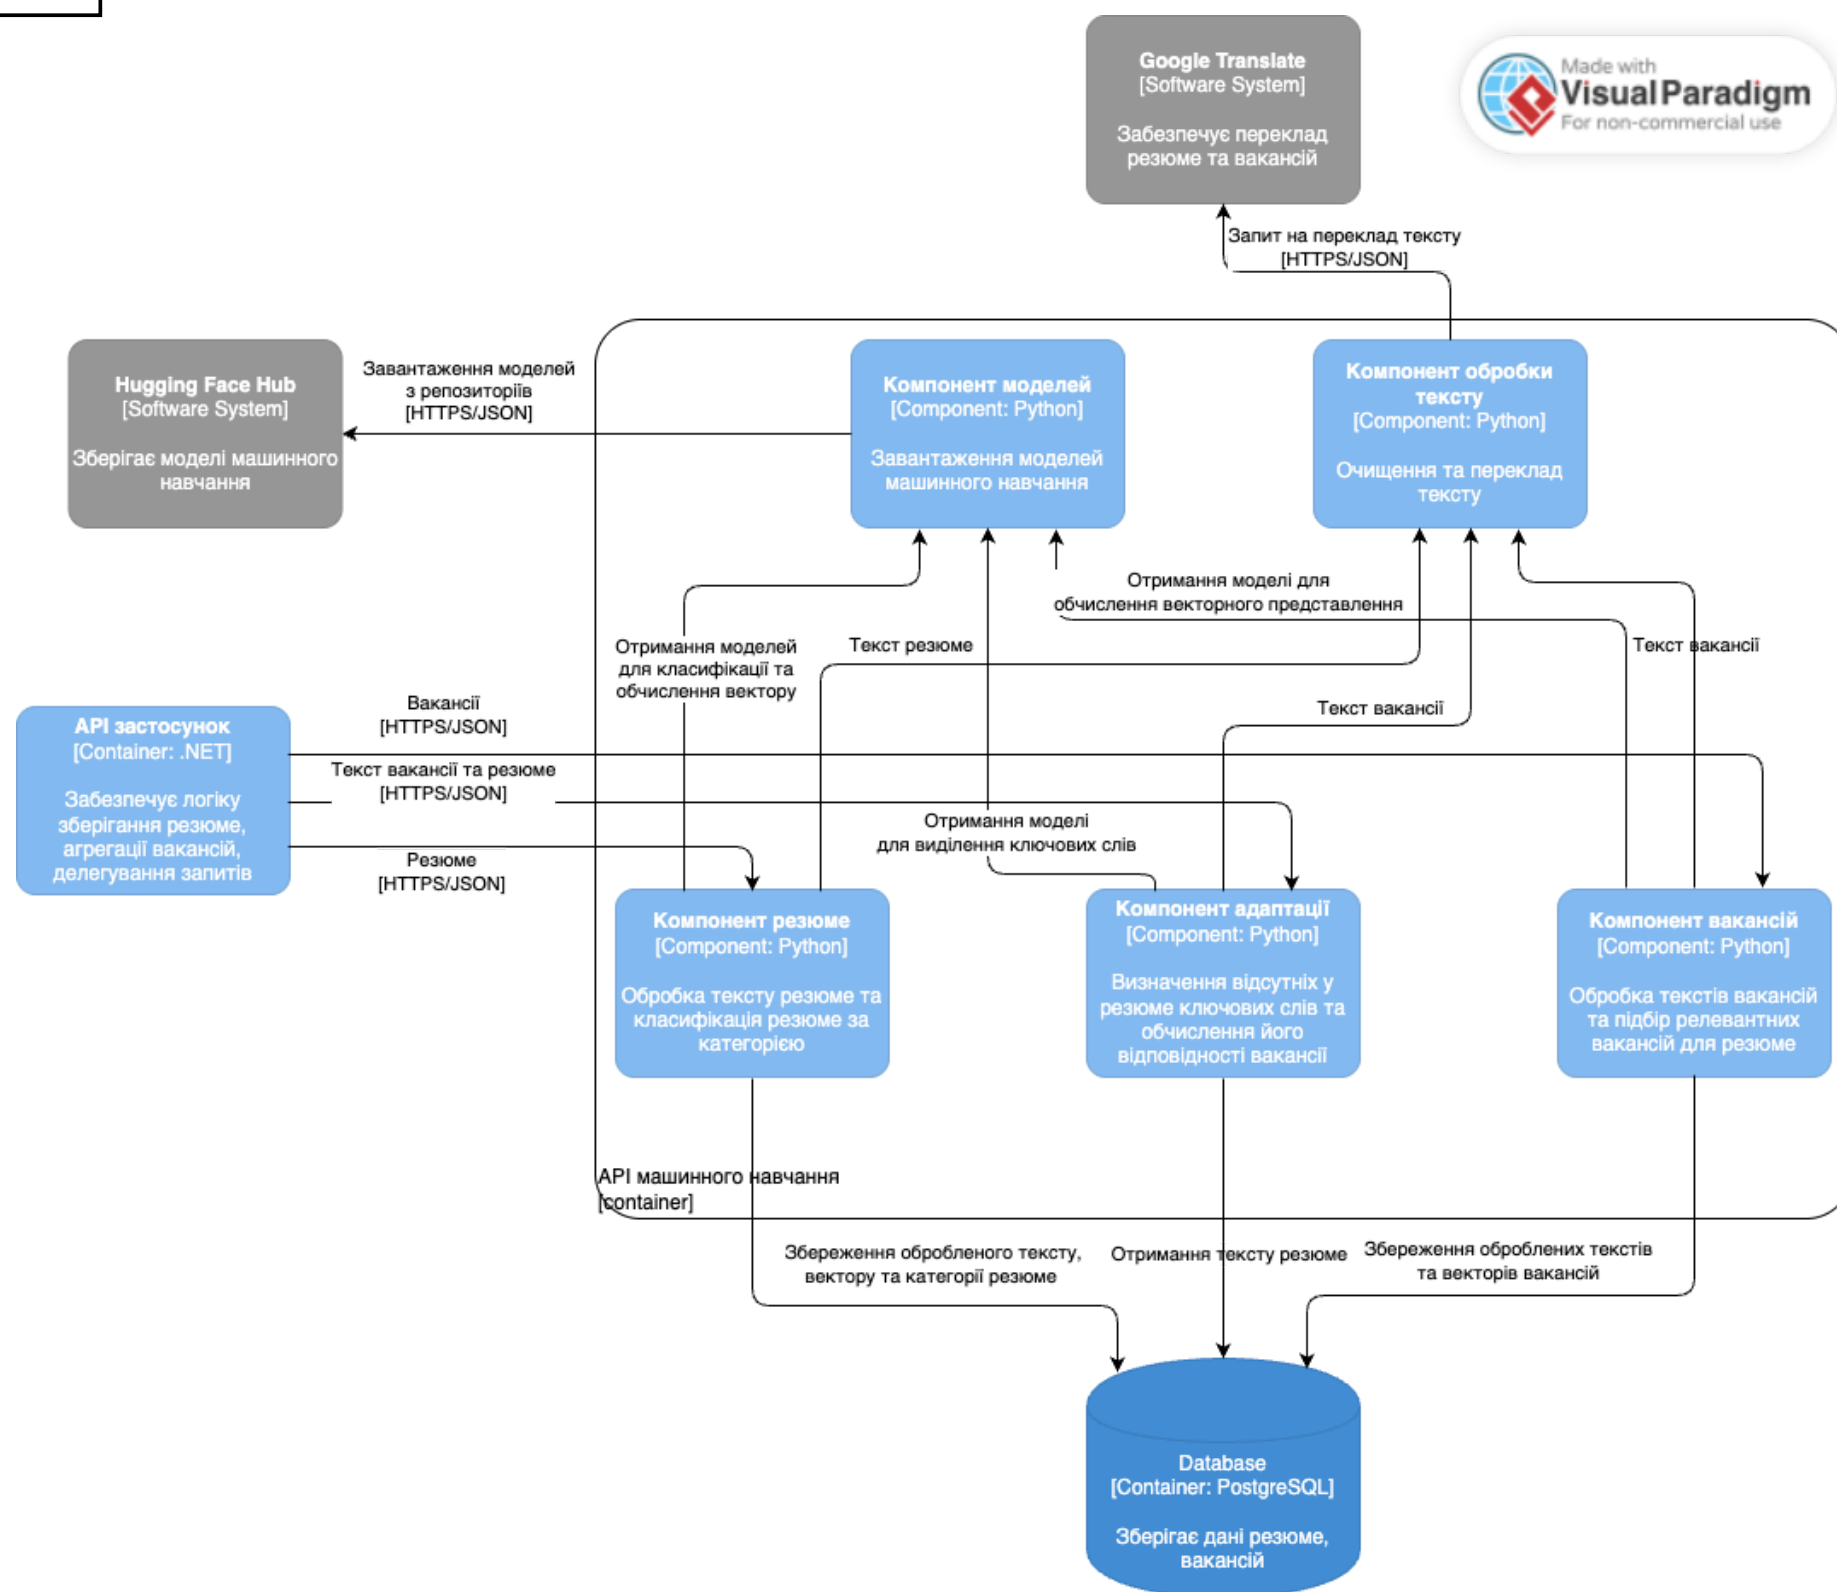 Google Translate
[Software System]
Забезпечує переклад
резюме та вакансій
Made with
Visual Paradigm
For non-commercial use
Запит на переклад тексту
[HTTPS/JSON]
Hugging Face Hub
[Software System]
Зберігає моделі машинного
навчання
Завантаження моделей
з репозиторіїв
[HTTPS/JSON]
Компонент моделей
[Component: Python]
Завантаження моделей
машинного навчання
Компонент обробки
тексту
[Component: Python]
Очищення та переклад
тексту
Отримання моделі для
обчислення векторного представлення
Отримання моделей
для класифікації та
обчислення вектору
Текст резюме
Текст вакансії
Текст вакансії
API застосунок
[Container: .NET]
Забезпечує логіку
зберігання резюме,
агрегації вакансій,
делегування запитів
Вакансії
[HTTPS/JSON]
Текст вакансії та резюме
[HTTPS/JSON]
Резюме
[HTTPS/JSON]
Отримання моделі
для виділення ключових слів
Компонент резюме
[Component: Python]
Обробка тексту резюме та
класифікація резюме за
категорією
Компонент адаптації
[Component: Python]
Визначення відсутніх у
резюме ключових слів та
обчислення його
відповідності вакансії
Компонент вакансій
[Component: Python]
Обробка текстів вакансій
та підбір релевантних
вакансій для резюме
API машинного навчання
[container]
Збереження обробленого тексту,
вектору та категорії резюме
Отримання тексту резюме
Збереження оброблених текстів
та векторів вакансій
Database
[Container: PostgreSQL]
Зберігає дані резюме,
вакансій